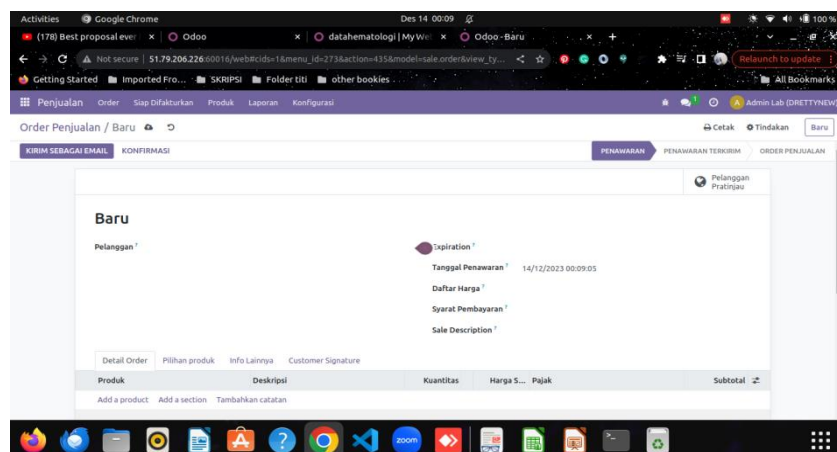 Activities Google Chrome Des 14 00:09 100 %
(178) Best proposal ever Odoo datahematologi | My We Odoo - Baru
Not secure 51.79.206.226:60016/web#cids=1&menu_id=273&action=435&model=sale.order&view_ty... Relaunch to update
Getting Started Imported Fro... SKRIPSI Folder titi other bookies All Bookmarks
Penjualan Order Siap Difakturkan Produk Laporan Konfigurasi 1 A Admin Lab (DRETTYNEW)
Order Penjualan / Baru Cetak Tindakan Baru
KIRIM SEBAGAI EMAIL KONFIRMASI PENAWARAN PENAWARAN TERKIRIM ORDER PENJUALAN
Pelanggan
Pratinjau
Baru
Pelanggan ? Expiration ?
Tanggal Penawaran ? 14/12/2023 00:09:05
Daftar Harga ?
Syarat Pembayaran ?
Sale Description ?
Detail Order Pilihan produk Info Lainnya Customer Signature
Produk Deskripsi Kuantitas Harga S... Pajak Subtotal
Add a product Add a section Tambahkan catatan
zoom